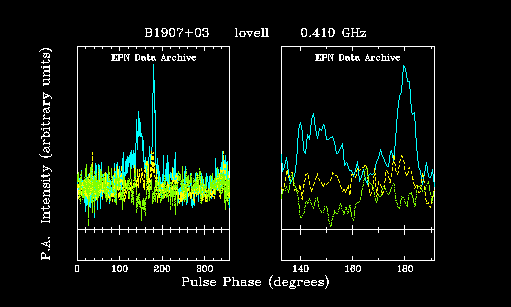 B1907+03 lovell 0.410 GHz
EPN Data Archive EPN Data Archive
P.A. Intensity (arbitrary units)
0 100 200 300 140 160 180
Pulse Phase (degrees)